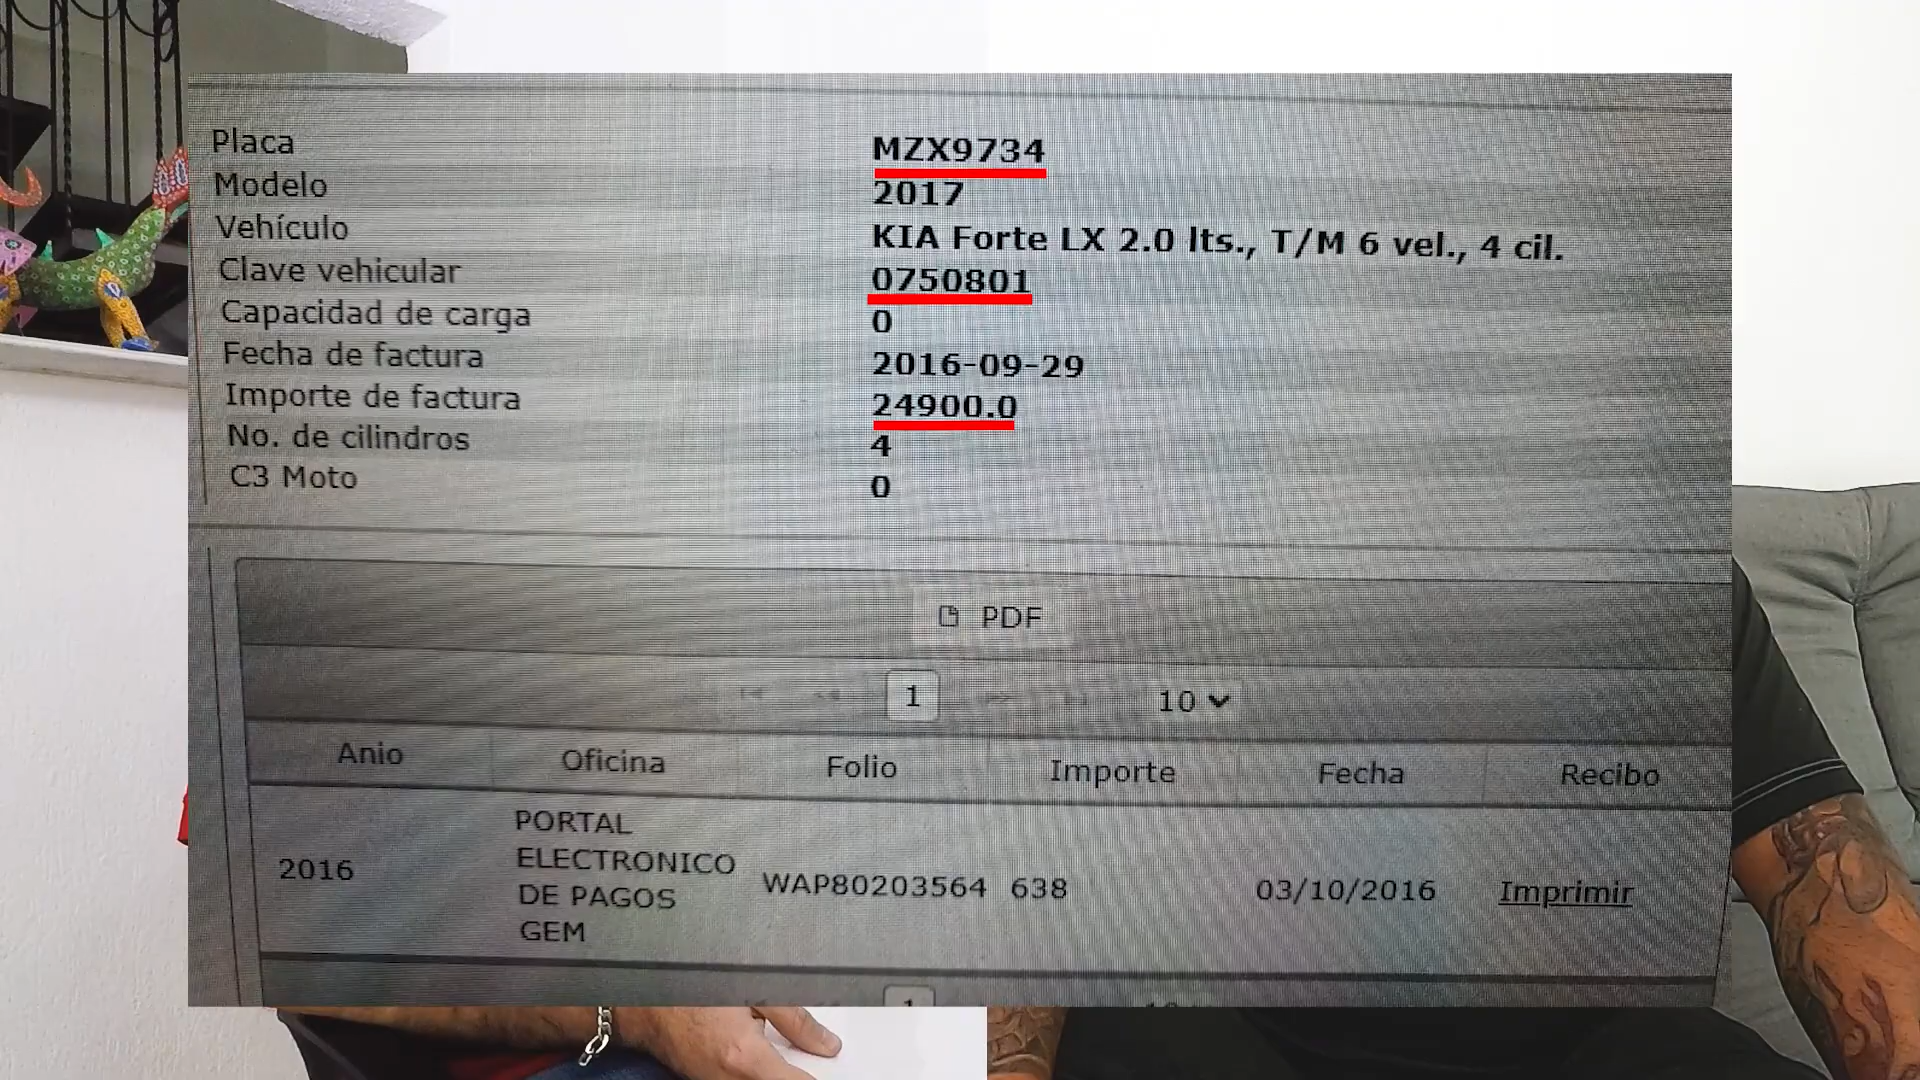 Placa MZX9734
Modelo 2017
Vehículo KIA Forte LX 2.0 lts., T/M 6 vel., 4 cil.
Clave vehicular 0750801
Capacidad de carga 0
Fecha de factura 2016-09-29
Importe de factura 24900.0
No. de cilindros 4
C3 Moto 0
PDF
1 10
Anio Oficina Folio Importe Fecha Recibo
2016 PORTAL ELECTRONICO DE PAGOS GEM WAP80203564 638 03/10/2016 Imprimir